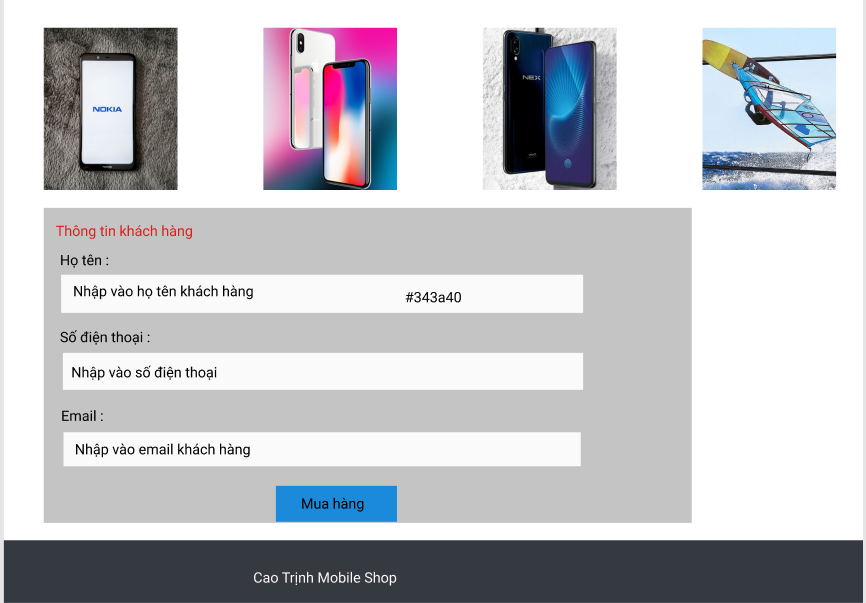 NOKIA
NEX
Thông tin khách hàng
Họ tên :
Nhập vào họ tên khách hàng
#343a40
Số điện thoại :
Nhập vào số điện thoại
Email :
Nhập vào email khách hàng
Mua hàng
Cao Trịnh Mobile Shop